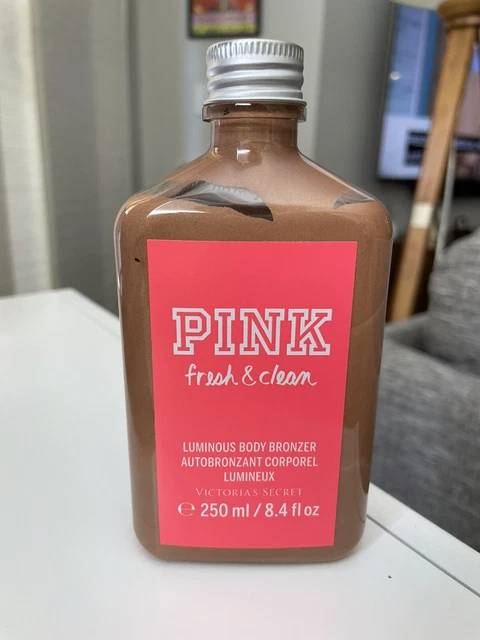 PINK
fresh & clean
LUMINOUS BODY BRONZER
AUTOBRONZANT CORPOREL
LUMINEUX
VICTORIA'S SECRET
℮ 250 ml / 8.4 fl oz